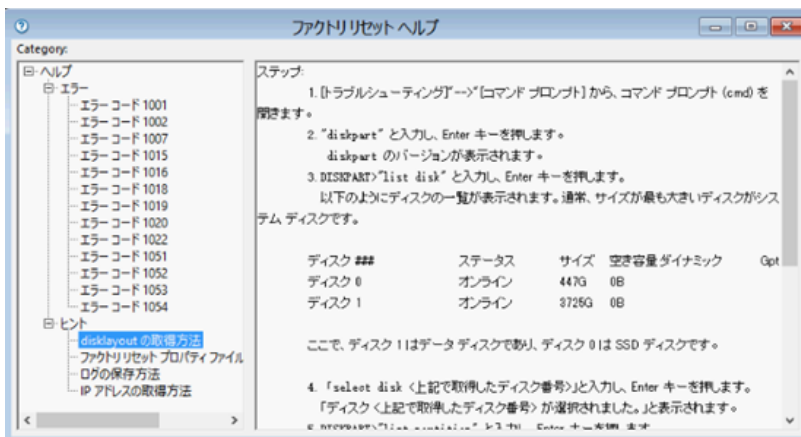 ファクトリ リセット ヘルプ
Category:
ヘルプ
エラー
エラー コード 1001
エラー コード 1002
エラー コード 1007
エラー コード 1015
エラー コード 1016
エラー コード 1018
エラー コード 1019
エラー コード 1020
エラー コード 1022
エラー コード 1051
エラー コード 1052
エラー コード 1053
エラー コード 1054
ヒント
disklayout の取得方法
ファクトリ リセット プロパティ ファイル
ログの保存方法
IP アドレスの取得方法
ステップ:
1. [トラブルシューティング]"-->"[コマンド プロンプト] から、コマンド プロンプト (cmd) を
開きます。
2. "diskpart" と入力し、Enter キーを押します。
diskpart のバージョンが表示されます。
3. DISKPART>"list disk" と入力し、Enter キーを押します。
以下のようにディスクの一覧が表示されます。通常、サイズが最も大きいディスクがシス
テム ディスクです。
ディスク ### ステータス サイズ 空き容量 ダイナミック Gpt
ディスク 0 オンライン 447G 0B
ディスク 1 オンライン 3725G 0B
ここで、ディスク 1 はデータ ディスクであり、ディスク 0 は SSD ディスクです。
4. 「select disk <上記で取得したディスク番号>」と入力し、Enter キーを押します。
「ディスク <上記で取得したディスク番号> が選択されました。」と表示されます。
5. DISKPART>"list partition" と入力し、Enter キーを押します